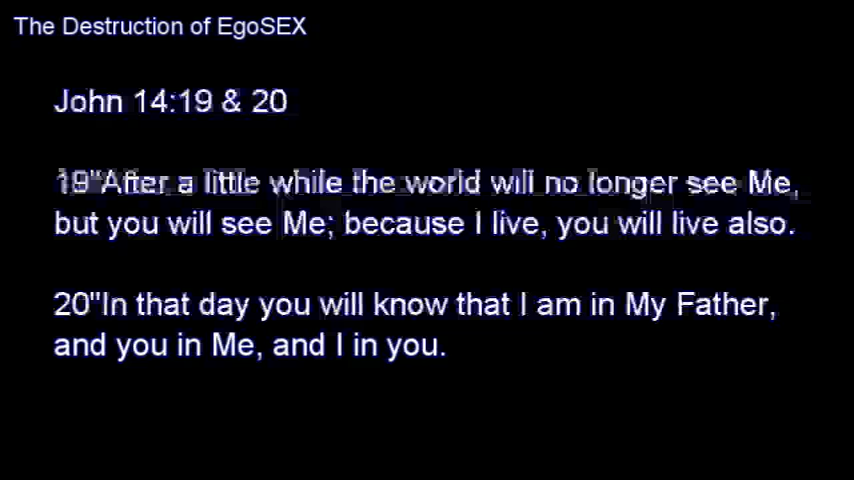 The Destruction of EgoSEX
John 14:19 & 20
19"After a little while the world will no longer see Me,
but you will see Me; because I live, you will live also.
20"In that day you will know that I am in My Father,
and you in Me, and I in you.